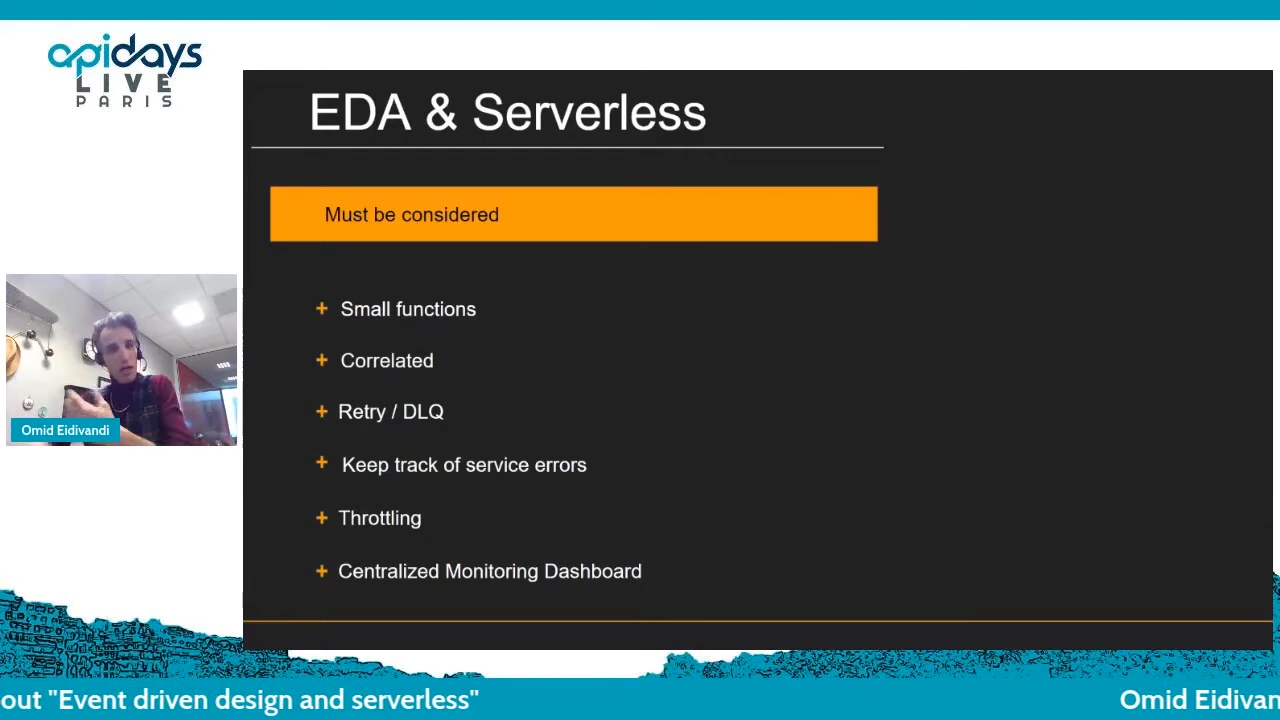 apidays
LIVE
PARIS
EDA & Serverless
Must be considered
+ Small functions
+ Correlated
+ Retry / DLQ
+ Keep track of service errors
+ Throttling
+ Centralized Monitoring Dashboard
Omid Eidivandi
out "Event driven design and serverless"
Omid Eidivan